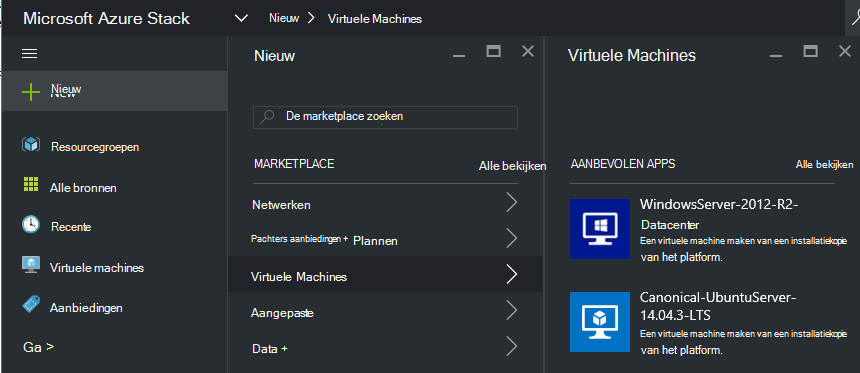 Microsoft Azure Stack
Nieuw > Virtuele Machines
Nieuw
Resourcegroepen
Alle bronnen
Recente
Virtuele machines
Aanbiedingen
Ga >
Nieuw
De marketplace zoeken
MARKETPLACE Alle bekijken
Netwerken
Pachters aanbiedingen + Plannen
Virtuele Machines
Aangepaste
Data +
Virtuele Machines
AANBEVOLEN APPS Alle bekijken
WindowsServer-2012-R2-
Datacenter
Een virtuele machine maken van een installatiekopie
van het platform.
Canonical-UbuntuServer-
14.04.3-LTS
Een virtuele machine maken van een installatiekopie
van het platform.